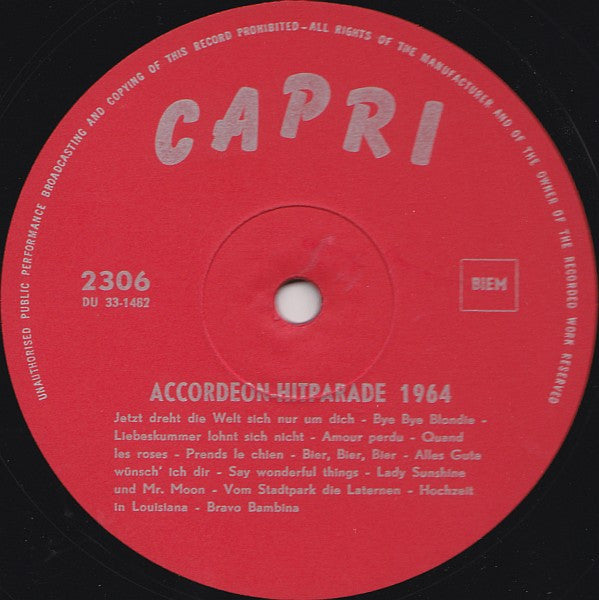 UNAUTHORISED PUBLIC PERFORMANCE BROADCASTING AND COPYING OF THIS RECORD PROHIBITED-ALL RIGHTS OF THE MANUFACTURER AND OF THE OWNER OF THE RECORDED WORK RESERVED
CAPRI
2306
DU 33-1482
BIEM
ACCORDEON-HITPARADE 1964
Jetzt dreht die Welt sich nur um dich - Bye Bye Blondie -
Liebeskummer lohnt sich nicht - Amour perdu - Quand
les roses - Prends le chien - Bier, Bier, Bier - Alles Gute
wünsch' ich dir - Say wonderful things - Lady Sunshine
und Mr. Moon - Vom Stadtpark die Laternen - Hochzeit
in Louisiana - Bravo Bambina